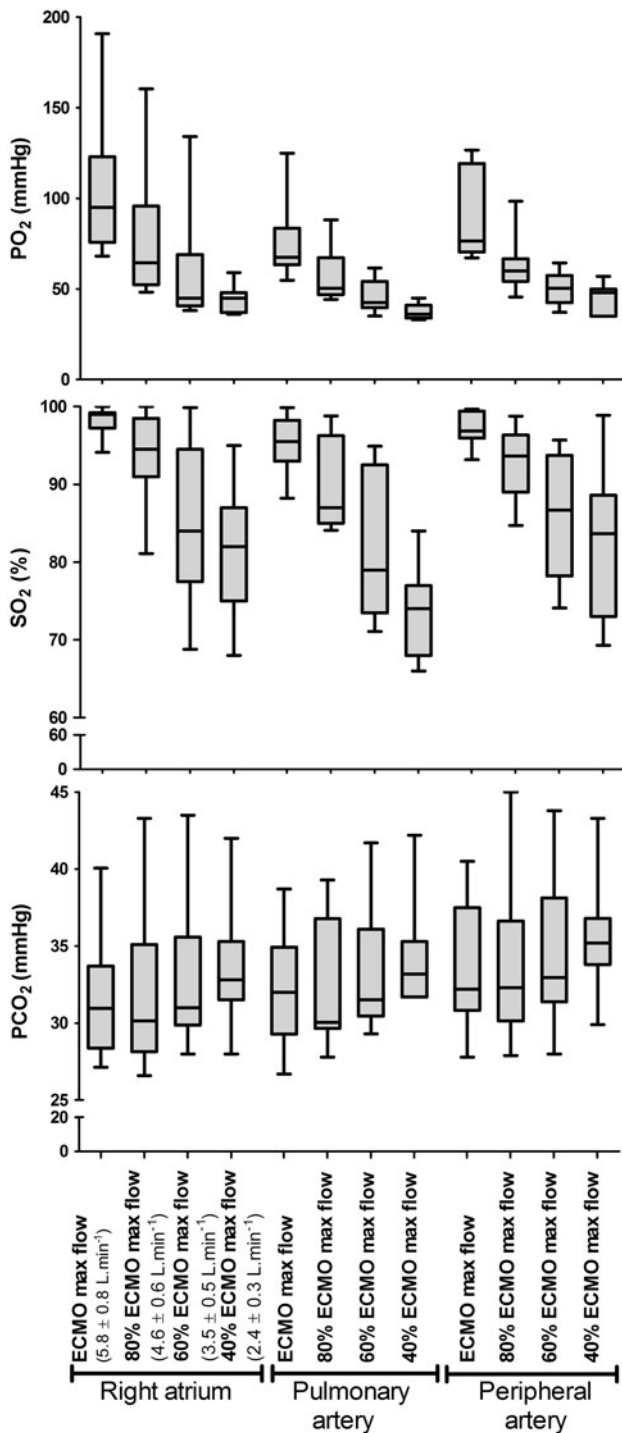 PO2 (mmHg)
200
150
100
50
0
SO2 (%)
100
90
80
70
60
60
0
PCO2 (mmHg)
45
40
35
30
25
20
0
ECMO max flow
(5.8 ± 0.8 L.min-1)
80% ECMO max flow
(4.6 ± 0.6 L.min-1)
60% ECMO max flow
(3.5 ± 0.5 L.min-1)
40% ECMO max flow
(2.4 ± 0.3 L.min-1)
ECMO max flow
80% ECMO max flow
60% ECMO max flow
40% ECMO max flow
ECMO max flow
80% ECMO max flow
60% ECMO max flow
40% ECMO max flow
Right atrium
Pulmonary
artery
Peripheral
artery